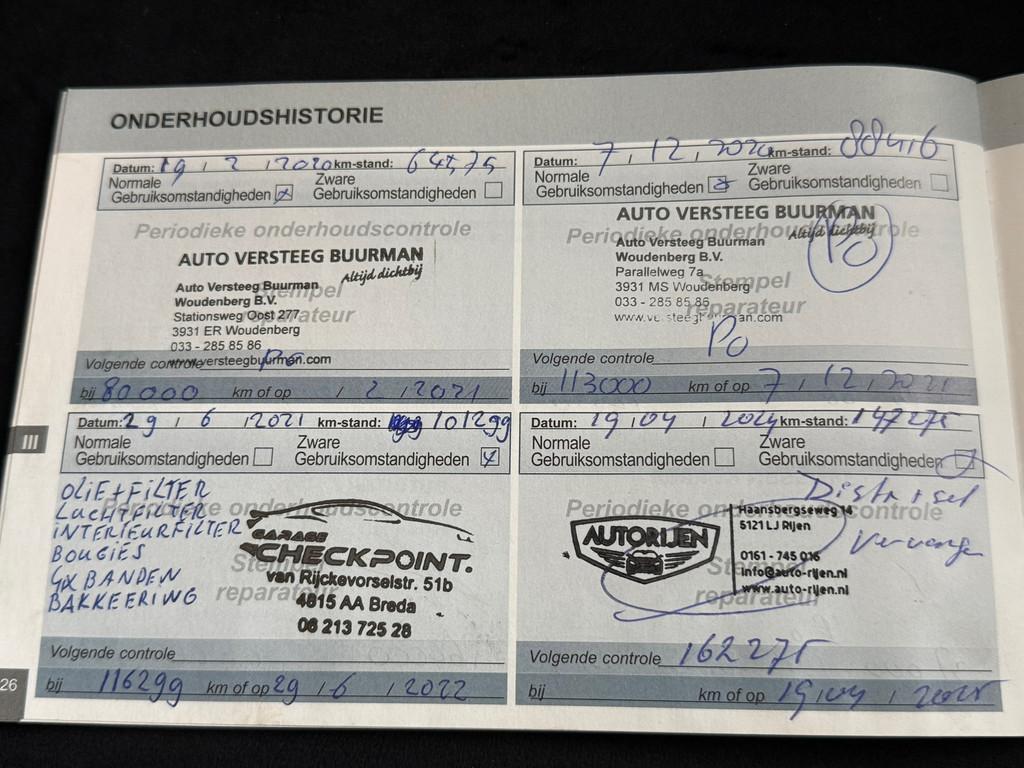 ONDERHOUDSHISTORIE
Datum: 19 / 2 / 2020 km-stand: 64575
Normale Gebruiksomstandigheden
Zware Gebruiksomstandigheden
Periodieke onderhoudscontrole
AUTO VERSTEEG BUURMAN
Altijd dichtbij
Auto Versteeg Buurman
Woudenberg B.V.
Stempel
Stationsweg Oost 277
reparateur
3931 ER Woudenberg
033 - 285 85 86
Volgende controle
www.versteegbuurman.com
bij 80000 km of op / 2 / 2021
Datum: 7 / 12 / 2020 km-stand: 88416
Normale Gebruiksomstandigheden
Zware Gebruiksomstandigheden
AUTO VERSTEEG BUURMAN
Periodieke onderhoudscontrole
Altijd dichtbij
PO
Auto Versteeg Buurman
Woudenberg B.V.
Parallelweg 7a
Stempel
3931 MS Woudenberg
033 - 285 85 86
reparateur
PO
Volgende controle
bij 113000 km of op 7 / 12 / 2021
III
Datum: 29 / 6 / 2021 km-stand: 101299
Normale Gebruiksomstandigheden
Zware Gebruiksomstandigheden
OLIE+FILTER
LUCHTFILTER
INTERIEURFILTER
BOUGIES
4X BANDEN
BAKKEERING
Periodieke onderhoudscontrole
GARAGE
CHECKPOINT.
Stempel
van Rijckevorselstr. 51b
reparateur
4815 AA Breda
06 213 725 28
Volgende controle
bij 116299 km of op 29 / 6 / 2022
Datum: 19 / 04 / 2024 km-stand: 147275
Normale Gebruiksomstandigheden
Zware Gebruiksomstandigheden
Periodieke onderhoudscontrole
Vervangen
AUTORIJEN
Haansbergseweg 14
5121 LJ Rijen
0161 - 745 016
Stempel
info@auto-rijen.nl
reparateur
www.auto-rijen.nl
Volgende controle 162275
bij km of op 19 / 04 / 2025
26